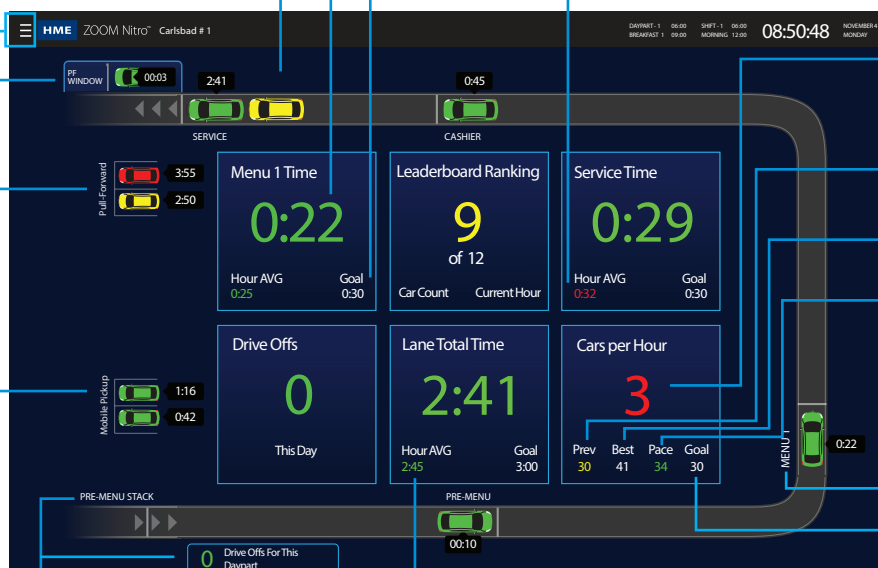 HME ZOOM Nitro™ Carlsbad # 1
DAYPART - 1 06:00 SHIFT - 1 06:00
BREAKFAST 1 09:00 MORNING 12:00
08:50:48
NOVEMBER 4
MONDAY
PF
WINDOW
00:03
2:41
0:45
SERVICE
CASHIER
Pull-Forward
3:55
2:50
Menu 1 Time
0:22
Hour AVG Goal
0:25 0:30
Leaderboard Ranking
9
of 12
Car Count Current Hour
Service Time
0:29
Hour AVG Goal
0:32 0:30
Mobile Pickup
1:16
0:42
Drive Offs
0
This Day
Lane Total Time
2:41
Hour AVG Goal
2:45 3:00
Cars per Hour
3
Prev Best Pace Goal
30 41 34 30
MENU 1
0:22
PRE-MENU STACK
PRE-MENU
00:10
0 Drive Offs For This
Daypart